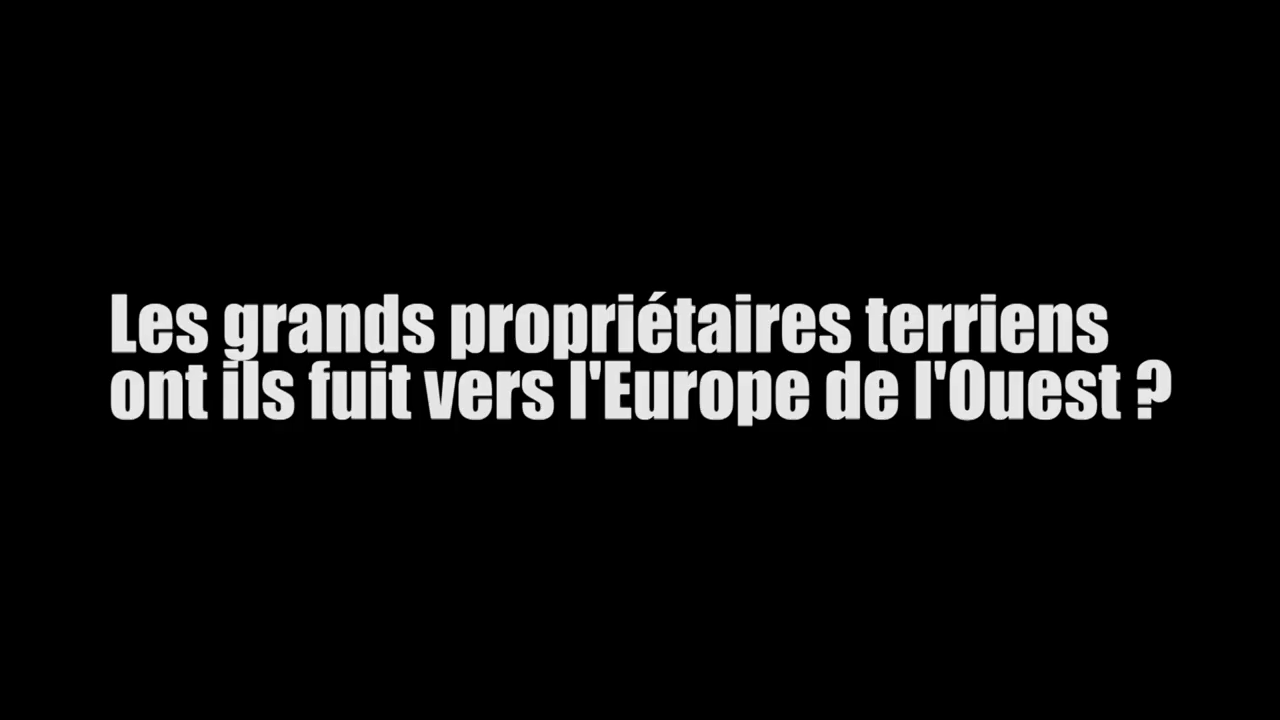 Les grands propriétaires terriens
ont ils fuit vers l'Europe de l'Ouest ?